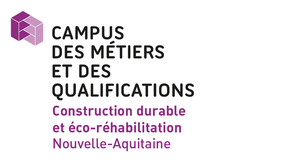 CAMPUS
DES MÉTIERS
ET DES
QUALIFICATIONS
Construction durable
et éco-réhabilitation
Nouvelle-Aquitaine